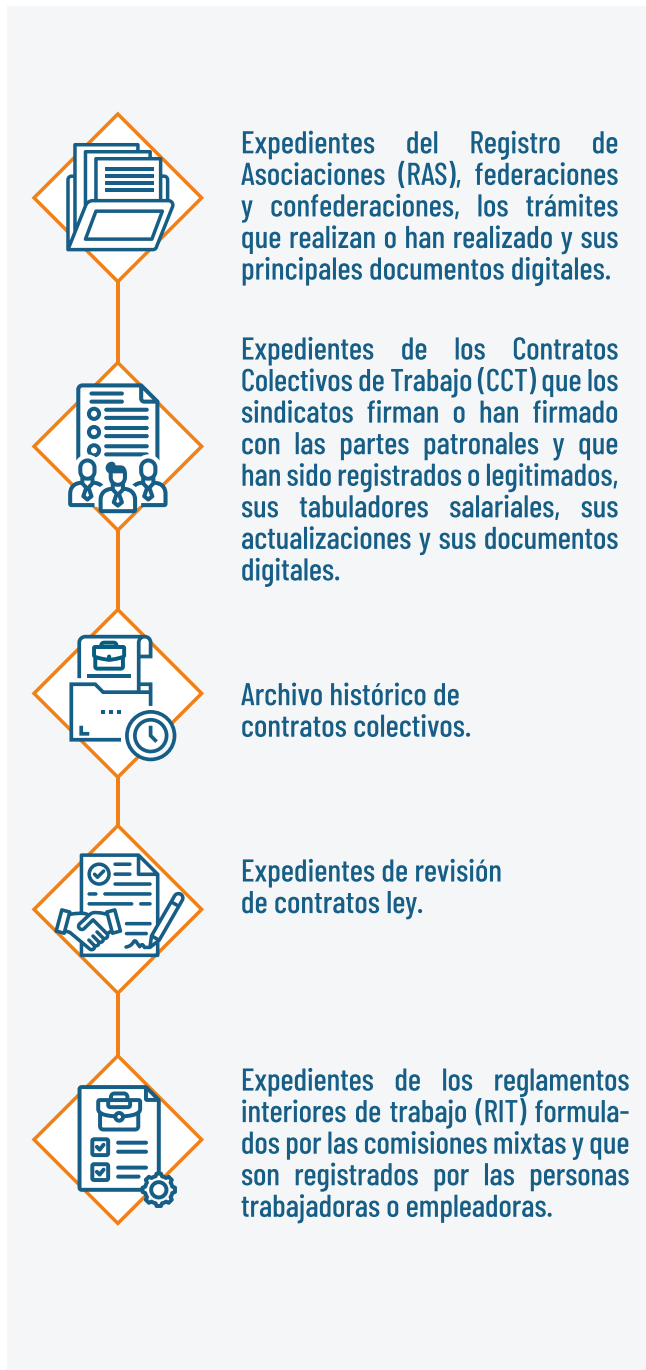 Expedientes del Registro de
Asociaciones (RAS), federaciones
y confederaciones, los trámites
que realizan o han realizado y sus
principales documentos digitales.
Expedientes de los Contratos
Colectivos de Trabajo (CCT) que los
sindicatos firman o han firmado
con las partes patronales y que
han sido registrados o legitimados,
sus tabuladores salariales, sus
actualizaciones y sus documentos
digitales.
Archivo histórico de
contratos colectivos.
Expedientes de revisión
de contratos ley.
Expedientes de los reglamentos
interiores de trabajo (RIT) formula-
dos por las comisiones mixtas y que
son registrados por las personas
trabajadoras o empleadoras.